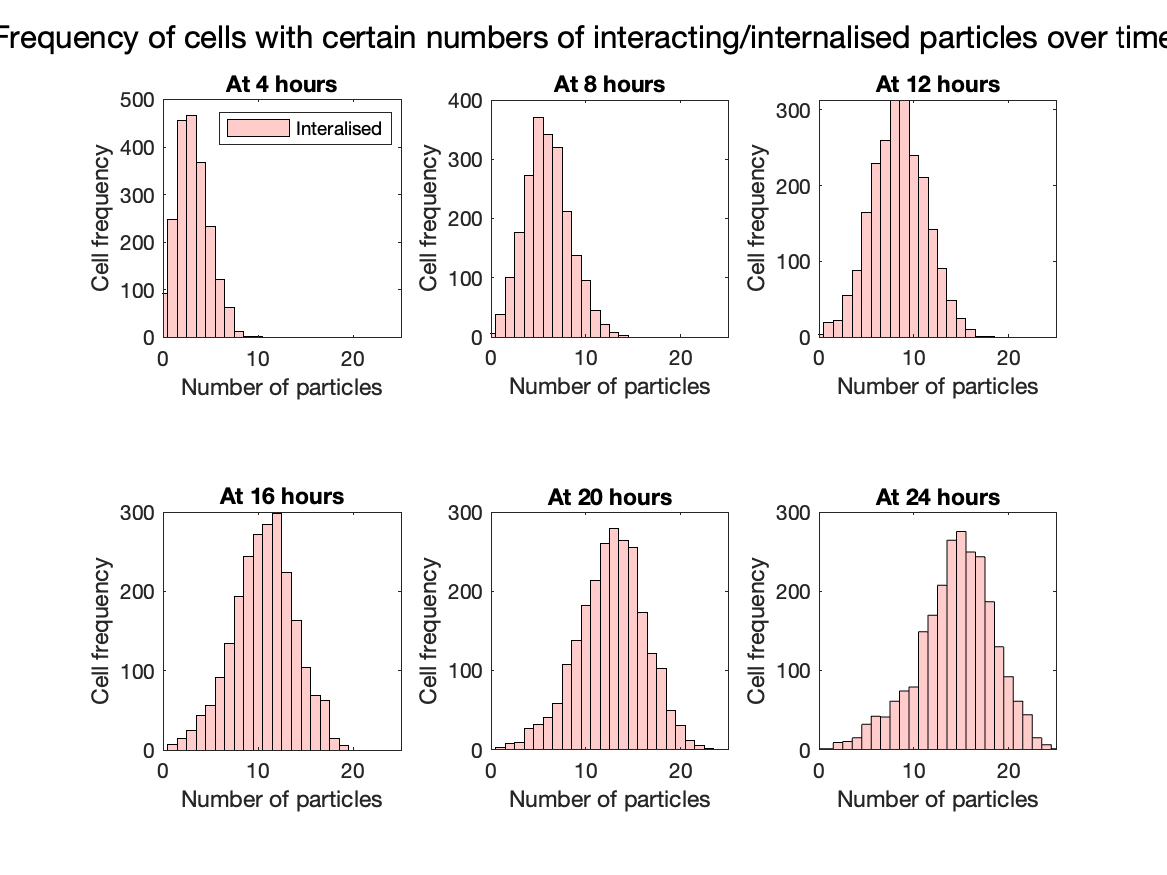 Frequency of cells with certain numbers of interacting/internalised particles over time
At 4 hours
500
400
300
200
100
0
0 10 20
Cell frequency
Number of particles
Interalised
At 8 hours
400
300
200
100
0
0 10 20
Cell frequency
Number of particles
At 12 hours
300
200
100
0
0 10 20
Cell frequency
Number of particles
At 16 hours
300
200
100
0
0 10 20
Cell frequency
Number of particles
At 20 hours
300
200
100
0
0 10 20
Cell frequency
Number of particles
At 24 hours
300
200
100
0
0 10 20
Cell frequency
Number of particles